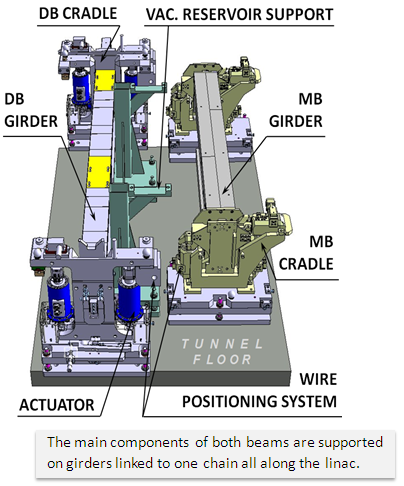 DB CRADLE
VAC. RESERVOIR SUPPORT
DB
GIRDER
MB
GIRDER
MB
CRADLE
TUNNEL
FLOOR
ACTUATOR
WIRE
POSITIONING SYSTEM
The main components of both beams are supported
on girders linked to one chain all along the linac.